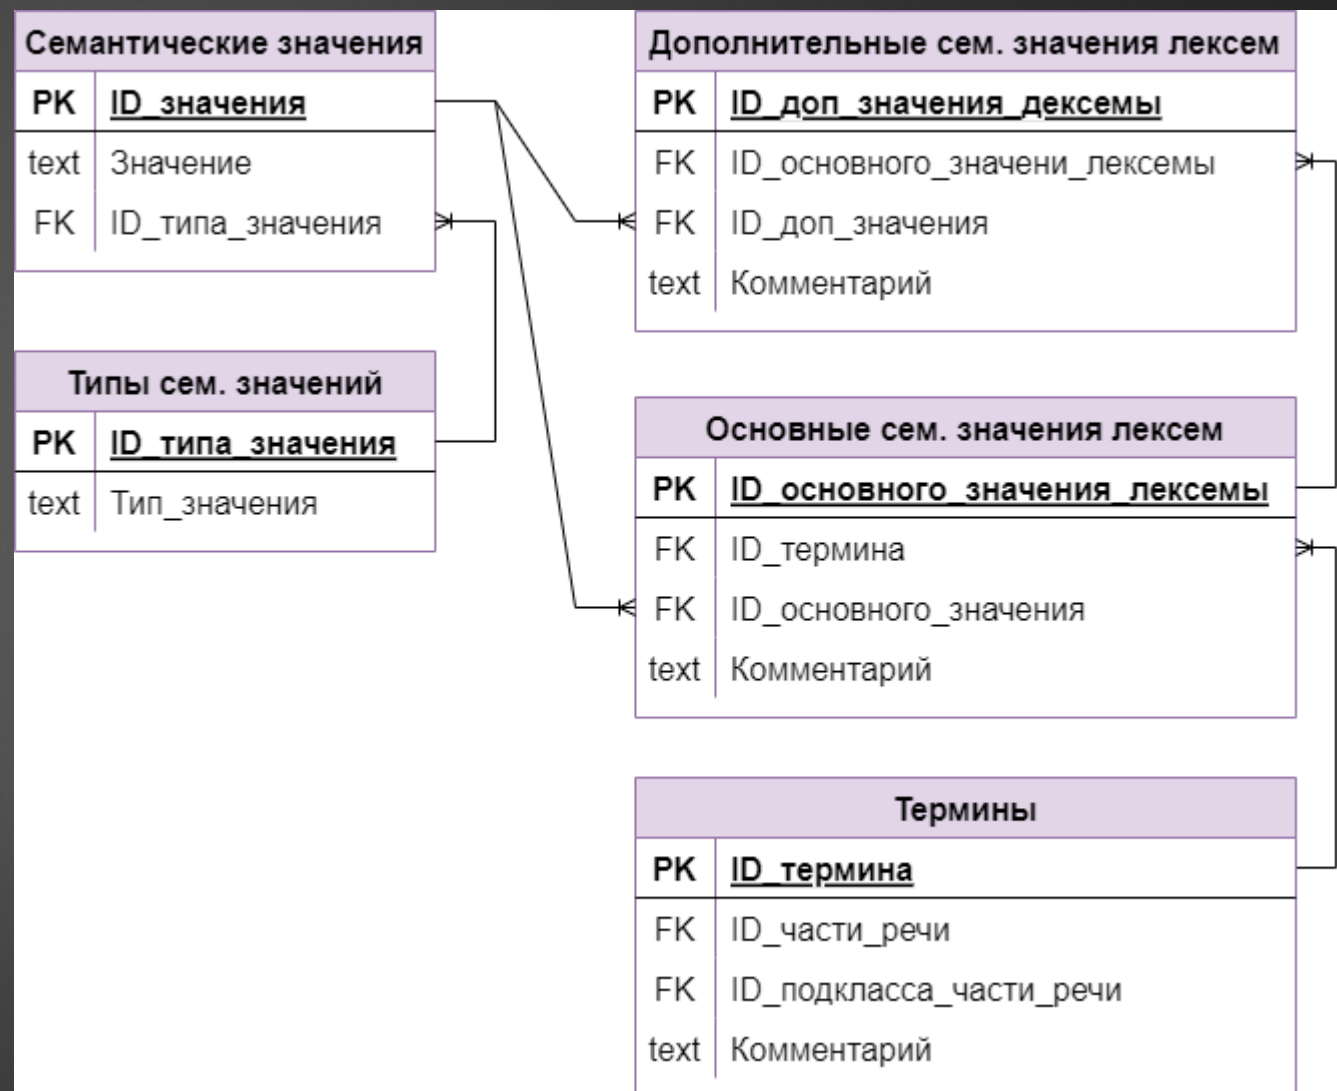 Семантические значения
PK ID_значения
text Значение
FK ID_типа_значения
Типы сем. значений
PK ID_типа_значения
text Тип_значения
Дополнительные сем. значения лексем
PK ID_доп_значения_дексемы
FK ID_основного_значени_лексемы
FK ID_доп_значения
text Комментарий
Основные сем. значения лексем
PK ID_основного_значения_лексемы
FK ID_термина
FK ID_основного_значения
text Комментарий
Термины
PK ID_термина
FK ID_части_речи
FK ID_подкласса_части_речи
text Комментарий